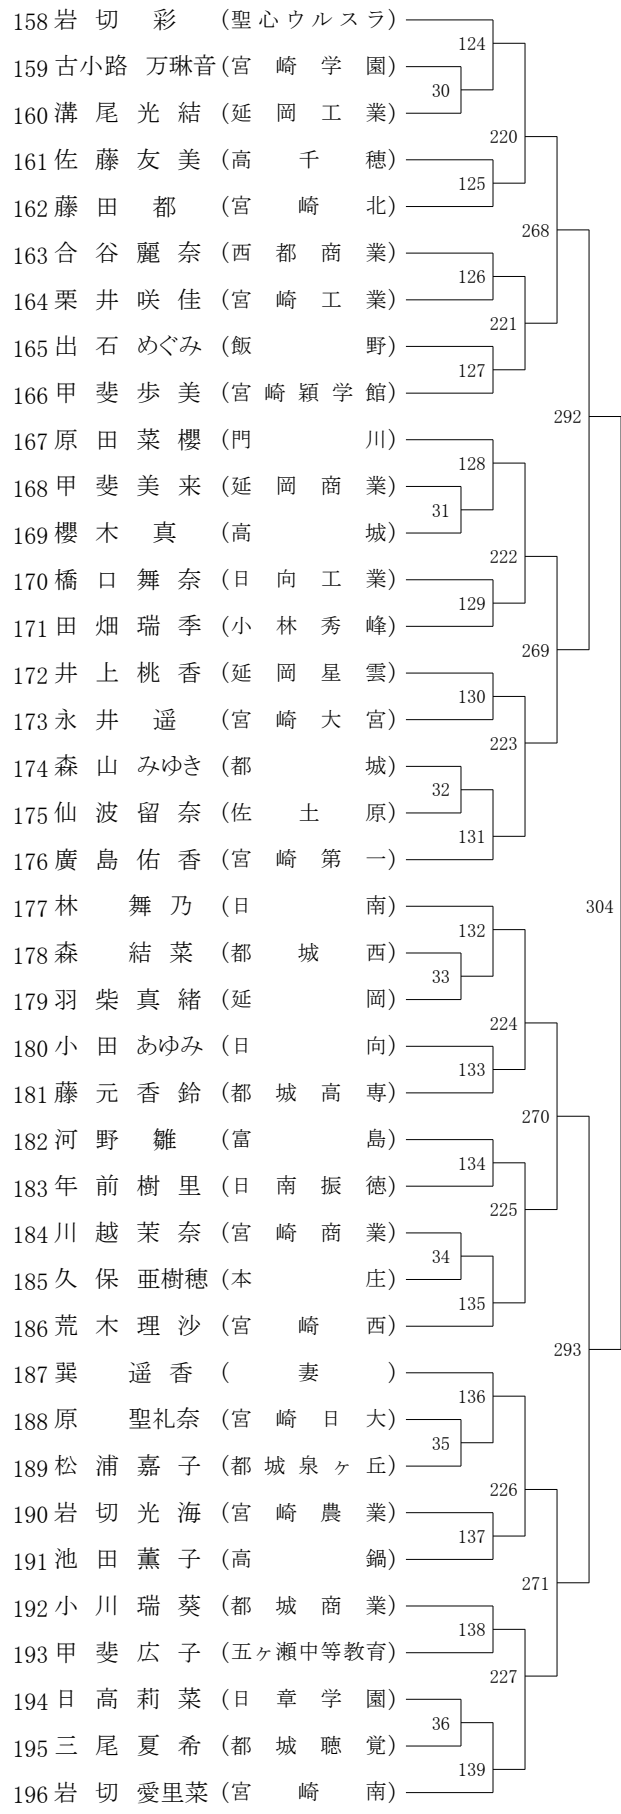 158 岩切 彩 (聖心ウルスラ)
124
159 古小路 万琳音 (宮崎学園)
30
160 溝尾光結 (延岡工業)
220
161 佐藤友美 (高千穂)
125
162 藤田 都 (宮崎北)
268
163 合谷麗奈 (西都商業)
126
164 栗井咲佳 (宮崎工業)
221
165 出石めぐみ (飯野)
127
166 甲斐歩美 (宮崎穎学館)
292
167 原田菜櫻 (門川)
128
168 甲斐美来 (延岡商業)
31
169 櫻木 真 (高城)
222
170 橋口舞奈 (日向工業)
129
171 田畑瑞季 (小林秀峰)
269
172 井上桃香 (延岡星雲)
130
173 永井 遥 (宮崎大宮)
223
174 森山みゆき (都城)
32
175 仙波留奈 (佐土原)
131
176 廣島佑香 (宮崎第一)
177 林 舞乃 (日南)
304
132
178 森 結菜 (都城西)
33
179 羽柴真緒 (延岡)
224
180 小田あゆみ (日向)
133
181 藤元香鈴 (都城高専)
270
182 河野 雛 (富島)
134
183 年前樹里 (日南振徳)
225
184 川越茉奈 (宮崎商業)
34
185 久保亜樹穂 (本庄)
135
186 荒木理沙 (宮崎西)
293
187 巽 遥香 (妻)
136
188 原 聖礼奈 (宮崎日大)
35
189 松浦嘉子 (都城泉ヶ丘)
226
190 岩切光海 (宮崎農業)
137
191 池田薫子 (高鍋)
271
192 小川瑞葵 (都城商業)
138
193 甲斐広子 (五ヶ瀬中等教育)
227
194 日高莉菜 (日章学園)
36
195 三尾夏希 (都城聴覚)
139
196 岩切愛里菜 (宮崎南)